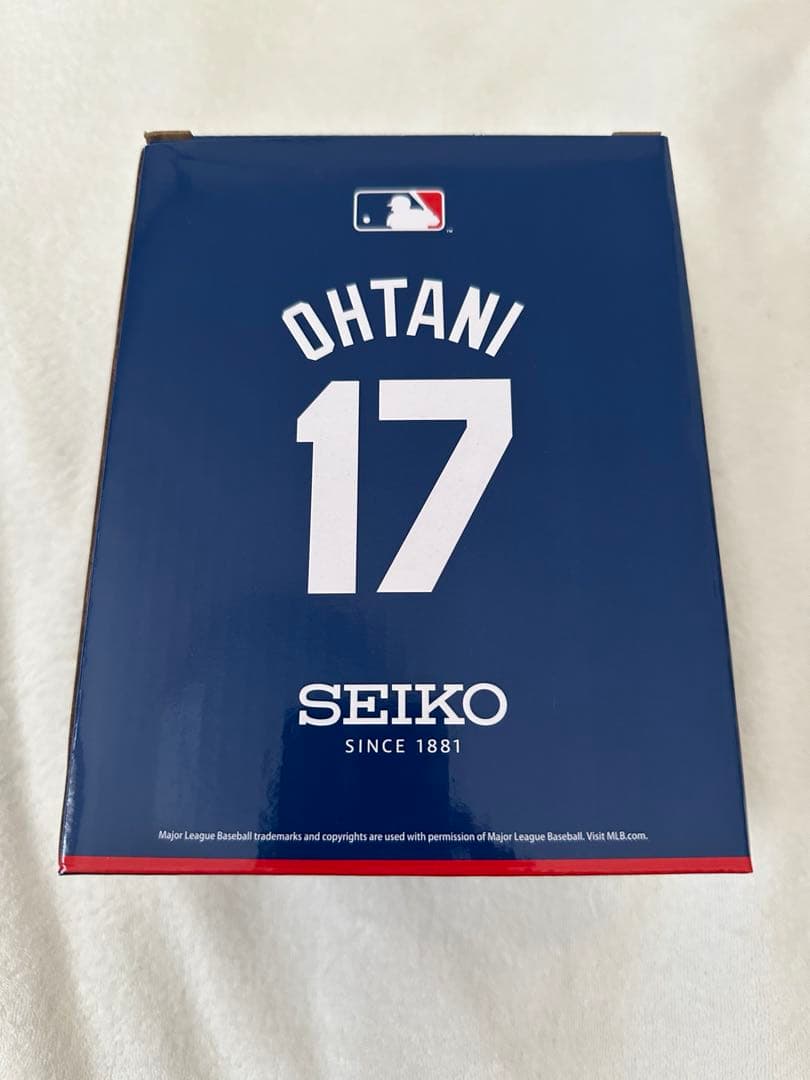 OHTANI
17
SEIKO
SINCE 1881
Major League Baseball trademarks and copyrights are used with permission of Major League Baseball. Visit MLB.com.